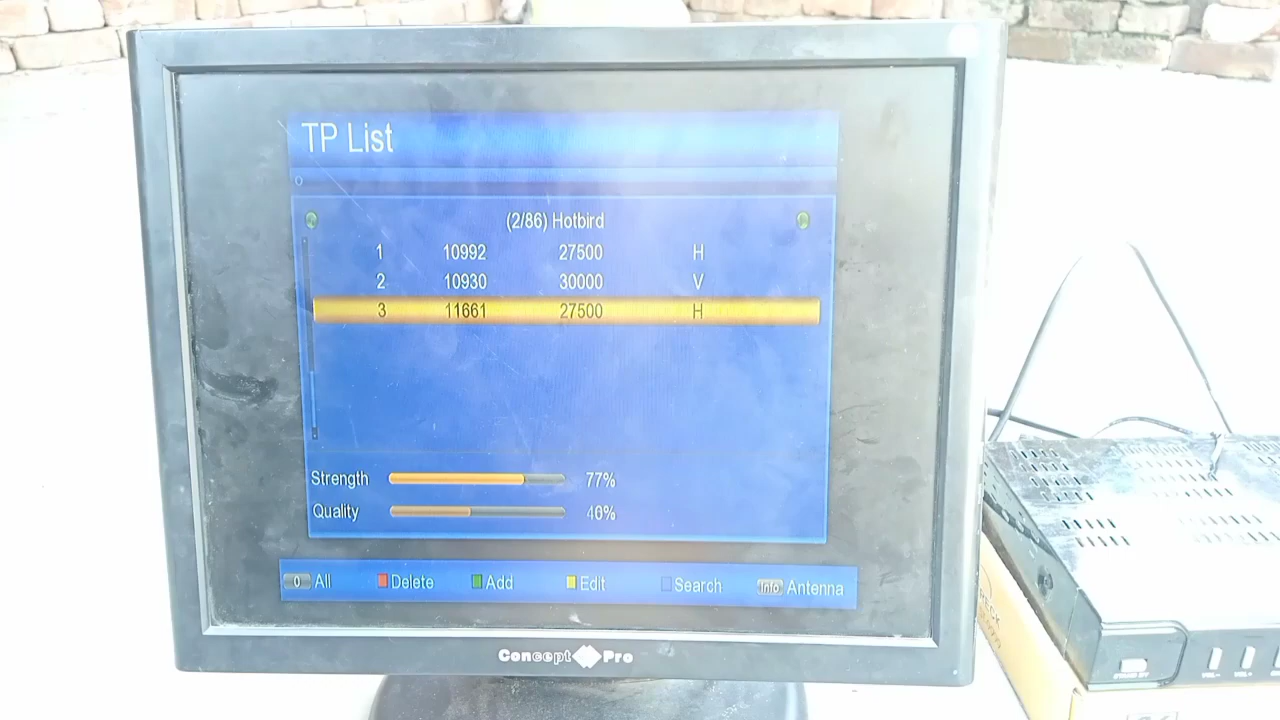 TP List
(2/86) Hotbird
1 10992 27500 H
2 10930 30000 V
3 11661 27500 H
Strength 77%
Quality 40%
0 All Delete Add Edit Search Info Antenna
Concept Pro